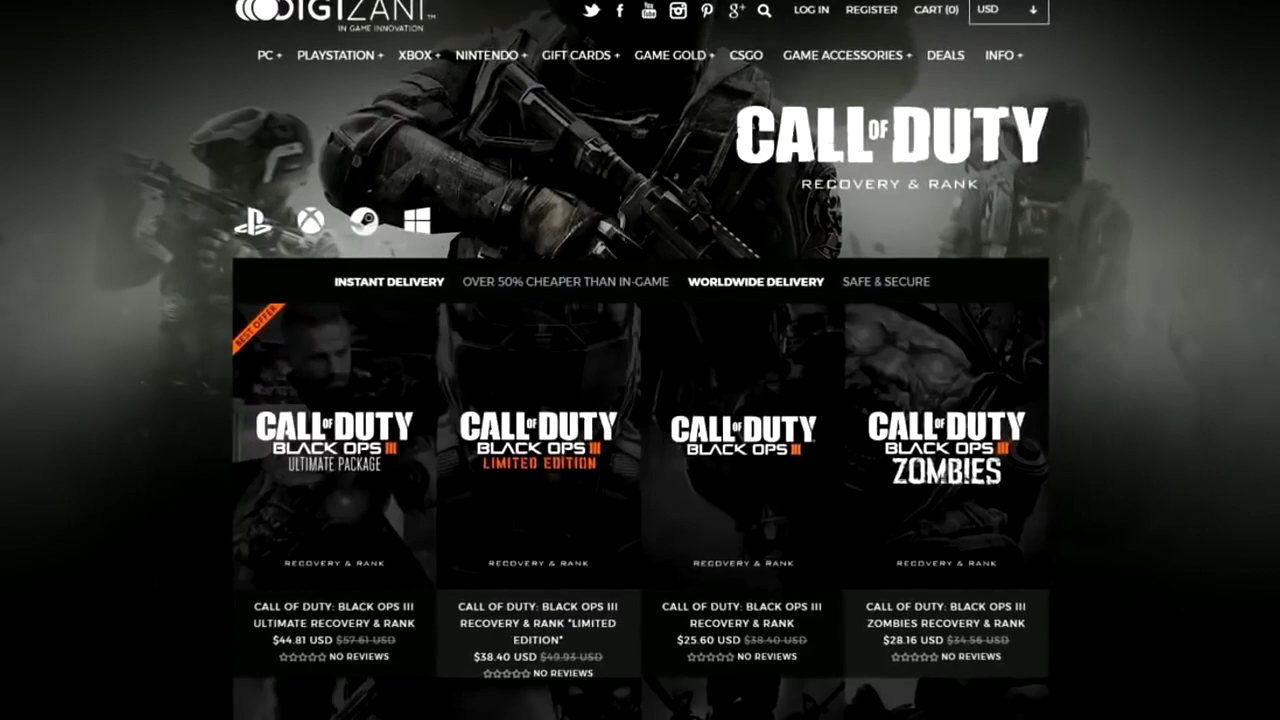 DIGIZANI™
IN GAME INNOVATION
You Tube
g+
LOG IN
REGISTER
CART (0)
USD
PC +
PLAYSTATION +
XBOX +
NINTENDO +
GIFT CARDS +
GAME GOLD +
CSGO
GAME ACCESSORIES +
DEALS
INFO +
CALL OF DUTY
RECOVERY & RANK
INSTANT DELIVERY
OVER 50% CHEAPER THAN IN-GAME
WORLDWIDE DELIVERY
SAFE & SECURE
BEST OFFER
CALL OF DUTY
BLACK OPS III
ULTIMATE PACKAGE
RECOVERY & RANK
CALL OF DUTY: BLACK OPS III
ULTIMATE RECOVERY & RANK
$44.81 USD $57.61 USD
NO REVIEWS
CALL OF DUTY
BLACK OPS III
LIMITED EDITION
RECOVERY & RANK
CALL OF DUTY: BLACK OPS III
RECOVERY & RANK "LIMITED
EDITION"
$38.40 USD $49.93 USD
NO REVIEWS
CALL OF DUTY
BLACK OPS III
RECOVERY & RANK
CALL OF DUTY: BLACK OPS III
RECOVERY & RANK
$25.60 USD $38.40 USD
NO REVIEWS
CALL OF DUTY
BLACK OPS III
ZOMBIES
RECOVERY & RANK
CALL OF DUTY: BLACK OPS III
ZOMBIES RECOVERY & RANK
$28.16 USD $34.56 USD
NO REVIEWS